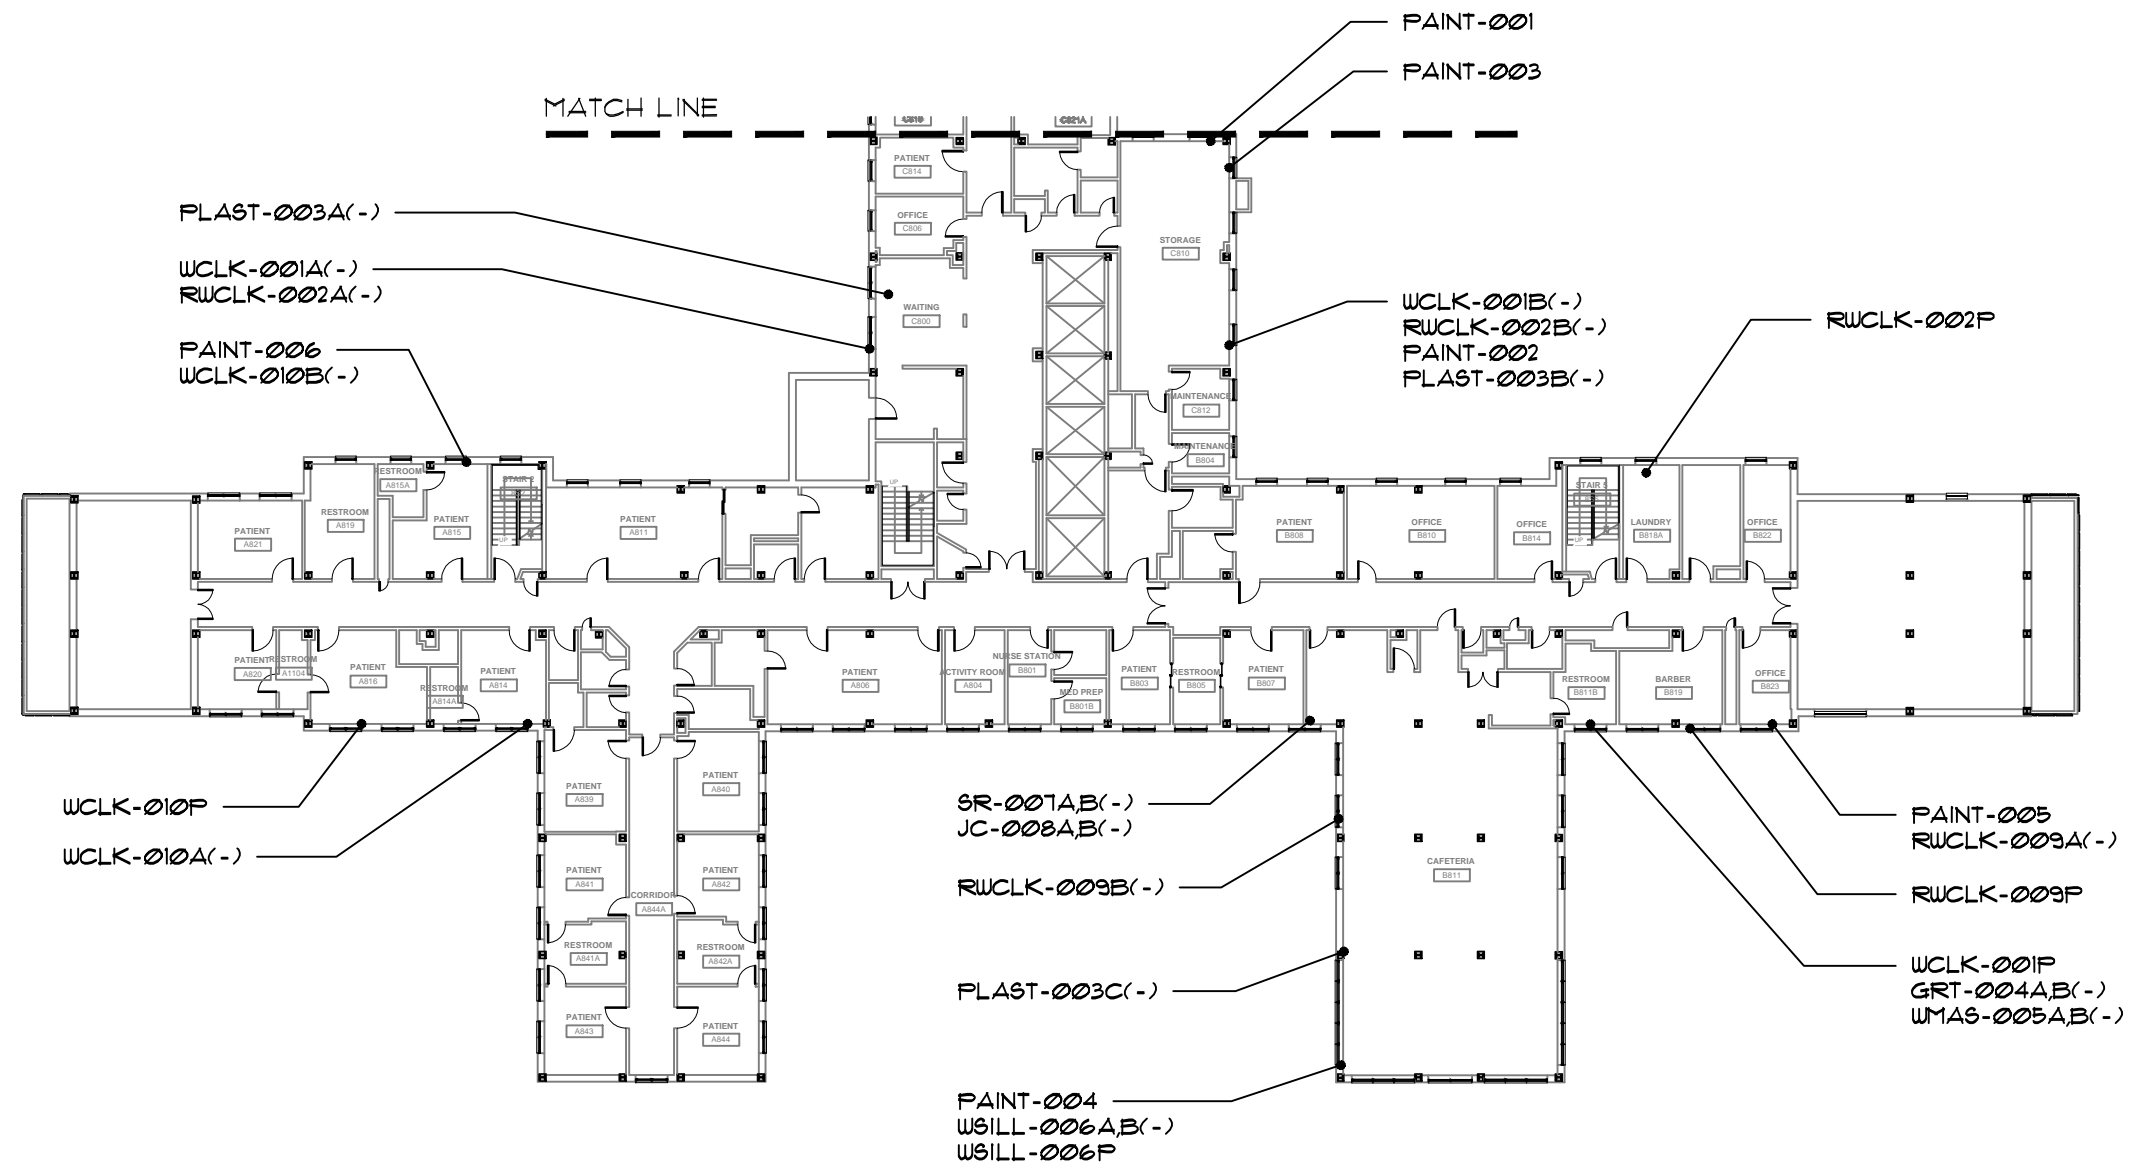 PAINT-001
PAINT-003
MATCH LINE
C821A
PATIENT
C814
PLAST-003A(-)
OFFICE
C806
STORAGE
C810
WCLK-001A(-)
RWCLK-002A(-)
WAITING
C800
WCLK-001B(-)
RWCLK-002B(-)
PAINT-002
PLAST-003B(-)
RWCLK-002P
PAINT-006
WCLK-010B(-)
MAINTENANCE
C812
MAINTENANCE
B804
RESTROOM
A815A
STAIR 2
UP
UP
STAIR 5
UP
PATIENT
A821
RESTROOM
A819
PATIENT
A815
PATIENT
A811
PATIENT
B808
OFFICE
B810
OFFICE
B814
LAUNDRY
B818A
OFFICE
B822
PATIENT
A820
RESTROOM
A1104
PATIENT
A816
RESTROOM
A814A
PATIENT
A814
PATIENT
A806
ACTIVITY ROOM
A804
NURSE STATION
B801
MED PREP
B801B
PATIENT
B803
RESTROOM
B805
PATIENT
B807
RESTROOM
B811B
BARBER
B819
OFFICE
B823
WCLK-010P
WCLK-010A(-)
PATIENT
A839
PATIENT
A840
SR-007A,B(-)
JC-008A,B(-)
PAINT-005
RWCLK-009A(-)
PATIENT
A841
PATIENT
A842
CORRIDOR
A844A
CAFETERIA
B811
RWCLK-009B(-)
RWCLK-009P
RESTROOM
A841A
RESTROOM
A842A
WCLK-001P
GRT-004A,B(-)
WMAS-005A,B(-)
PLAST-003C(-)
PATIENT
A843
PATIENT
A844
PAINT-004
WSILL-006A,B(-)
WSILL-006P